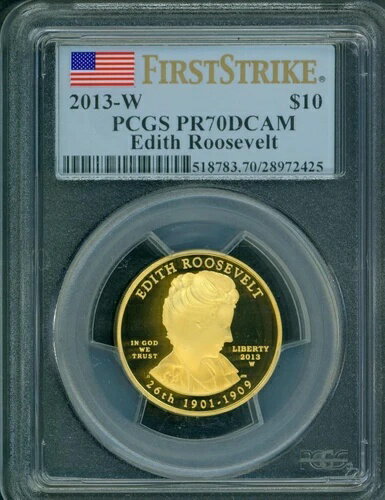 FIRSTSTRIKE®
2013-W $10
PCGS PR70DCAM
Edith Roosevelt
518783.70/28972425
EDITH ROOSEVELT
IN GOD
WE
TRUST
LIBERTY
2013
W
26th 1901-1909
PCGS